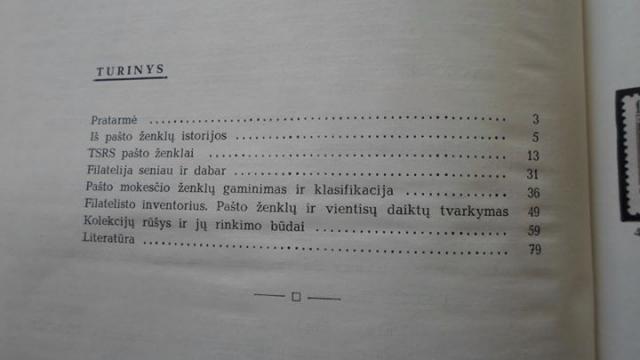 TURINYS
Pratarmė 3
Iš pašto ženklų istorijos 5
TSRS pašto ženklai 13
Filatelija seniau ir dabar 31
Pašto mokesčio ženklų gaminimas ir klasifikacija 36
Filatelisto inventorius. Pašto ženklų ir vientisų daiktų tvarkymas 49
Kolekcijų rūšys ir jų rinkimo būdai 59
Literatūra 79